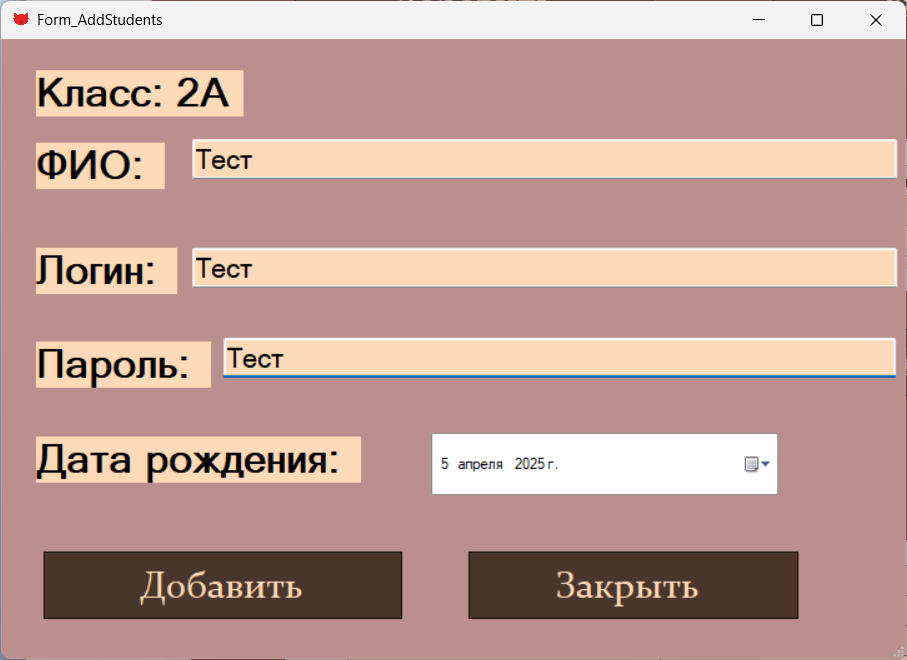 Form_AddStudents
Класс: 2А
ФИО: Тест
Логин: Тест
Пароль: Тест
Дата рождения: 5 апреля 2025 г.
Добавить Закрыть